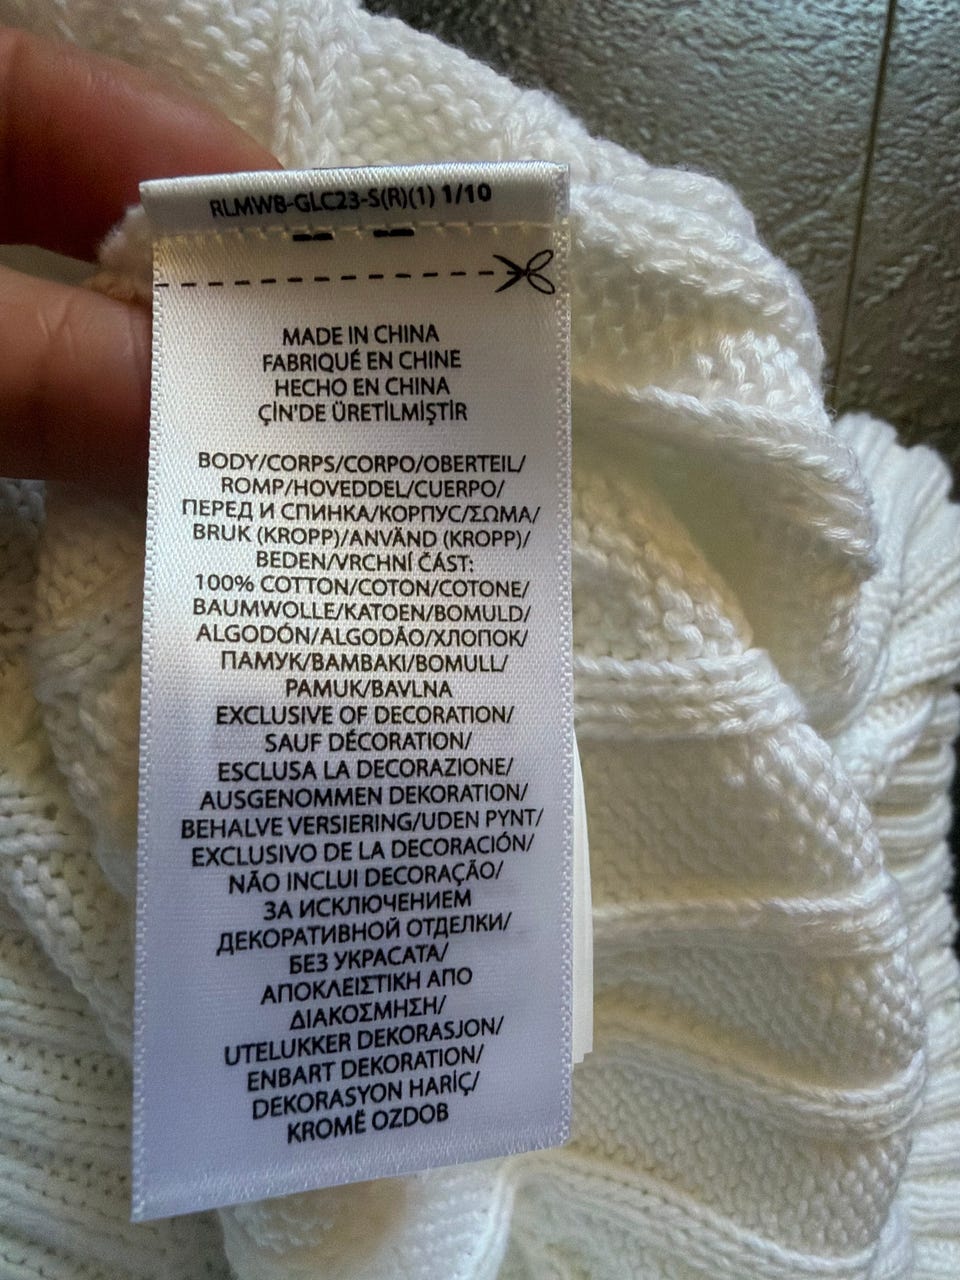 RLMWB-GLC23-S(R)(1) 1/10
MADE IN CHINA
FABRIQUÉ EN CHINE
HECHO EN CHINA
ÇİN'DE ÜRETİLMİŞTİR
BODY/CORPS/CORPO/OBERTEIL/
ROMP/HOVEDDEL/CUERPO/
ПЕРЕД И СПИНКА/КОРПУС/ΣΩΜΑ/
BRUK (KROPP)/ANVÄND (KROPP)/
BEDEN/VRCHNÍ ČÁST:
100% COTTON/COTON/COTONE/
BAUMWOLLE/KATOEN/BOMULD/
ALGODÓN/ALGODÃO/ХЛОПОК/
ПАМУК/ΒΑΜΒΑΚΙ/BOMULL/
PAMUK/BAVLNA
EXCLUSIVE OF DECORATION/
SAUF DÉCORATION/
ESCLUSA LA DECORAZIONE/
AUSGENOMMEN DEKORATION/
BEHALVE VERSIERING/UDEN PYNT/
EXCLUSIVO DE LA DECORACIÓN/
NÃO INCLUI DECORAÇÃO/
ЗА ИСКЛЮЧЕНИЕМ
ДЕКОРАТИВНОЙ ОТДЕЛКИ/
БЕЗ УКРАСАТА/
ΑΠΟΚΛΕΙΣΤΙΚΗ ΑΠΟ
ΔΙΑΚΟΣΜΗΣΗ/
UTELUKKER DEKORASJON/
ENBART DEKORATION/
DEKORASYON HARİÇ/
KROMĚ OZDOB